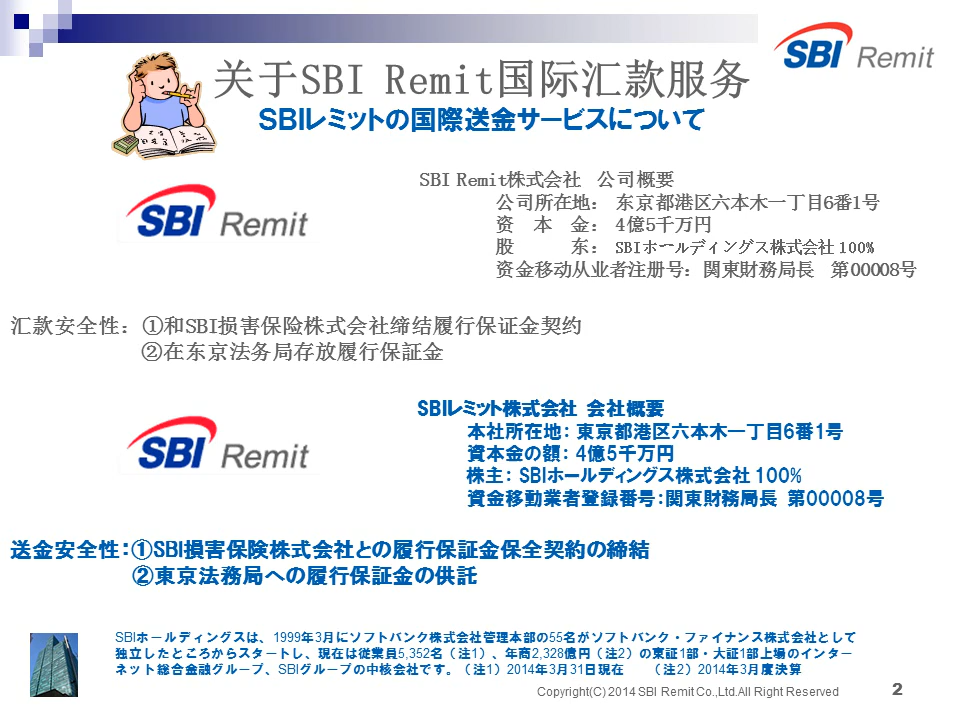 SBI Remit
关于SBI Remit国际汇款服务
SBIレミットの国際送金サービスについて
SBI Remit
SBI Remit株式会社　公司概要
公司所在地： 东京都港区六本木一丁目6番1号
资　本　金： 4億5千万円
股　　　东： SBIホールディングス株式会社 100%
资金移动从业者注册号：関東財務局長　第00008号
汇款安全性：①和SBI损害保险株式会社缔结履行保证金契约
②在东京法务局存放履行保証金
SBI Remit
SBIレミット株式会社 会社概要
本社所在地： 東京都港区六本木一丁目6番1号
資本金の額： 4億5千万円
株主： SBIホールディングス株式会社 100%
資金移動業者登録番号：関東財務局長 第00008号
送金安全性：①SBI損害保険株式会社との履行保証金保全契約の締結
②東京法務局への履行保証金の供託
SBIホールディングスは、1999年3月にソフトバンク株式会社管理本部の55名がソフトバンク・ファイナンス株式会社として
独立したところからスタートし、現在は従業員5,352名（注1）、年商2,328億円（注2）の東証1部・大証1部上場のインター
ネット総合金融グループ、SBIグループの中核会社です。（注1）2014年3月31日現在　　（注2）2014年3月度決算
Copyright(C) 2014 SBI Remit Co.,Ltd.All Right Reserved
2